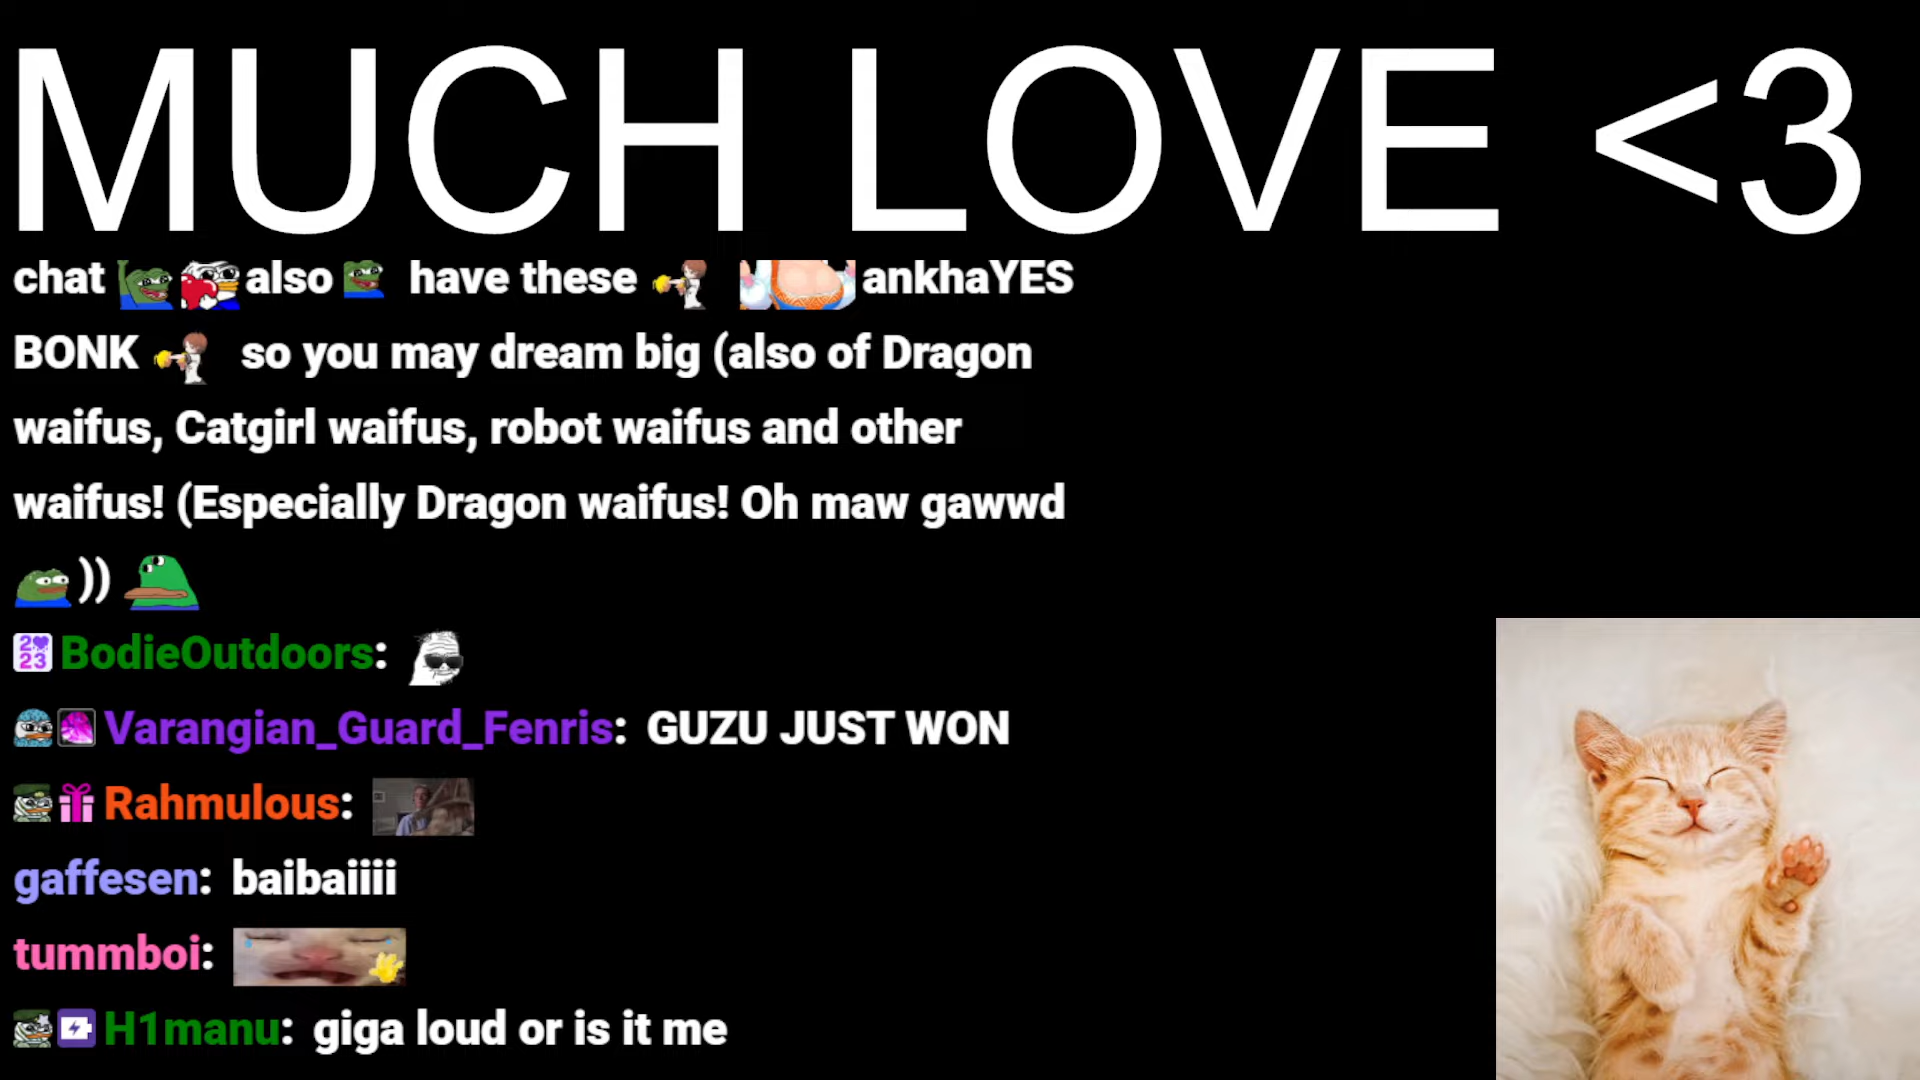 MUCH LOVE <3
chat also have these ankhaYES
BONK so you may dream big (also of Dragon
waifus, Catgirl waifus, robot waifus and other
waifus! (Especially Dragon waifus! Oh maw gawwd
))
2023 BodieOutdoors:
Varangian_Guard_Fenris: GUZU JUST WON
Rahmulous:
gaffesen: baibaiiii
tummboi:
H1manu: giga loud or is it me